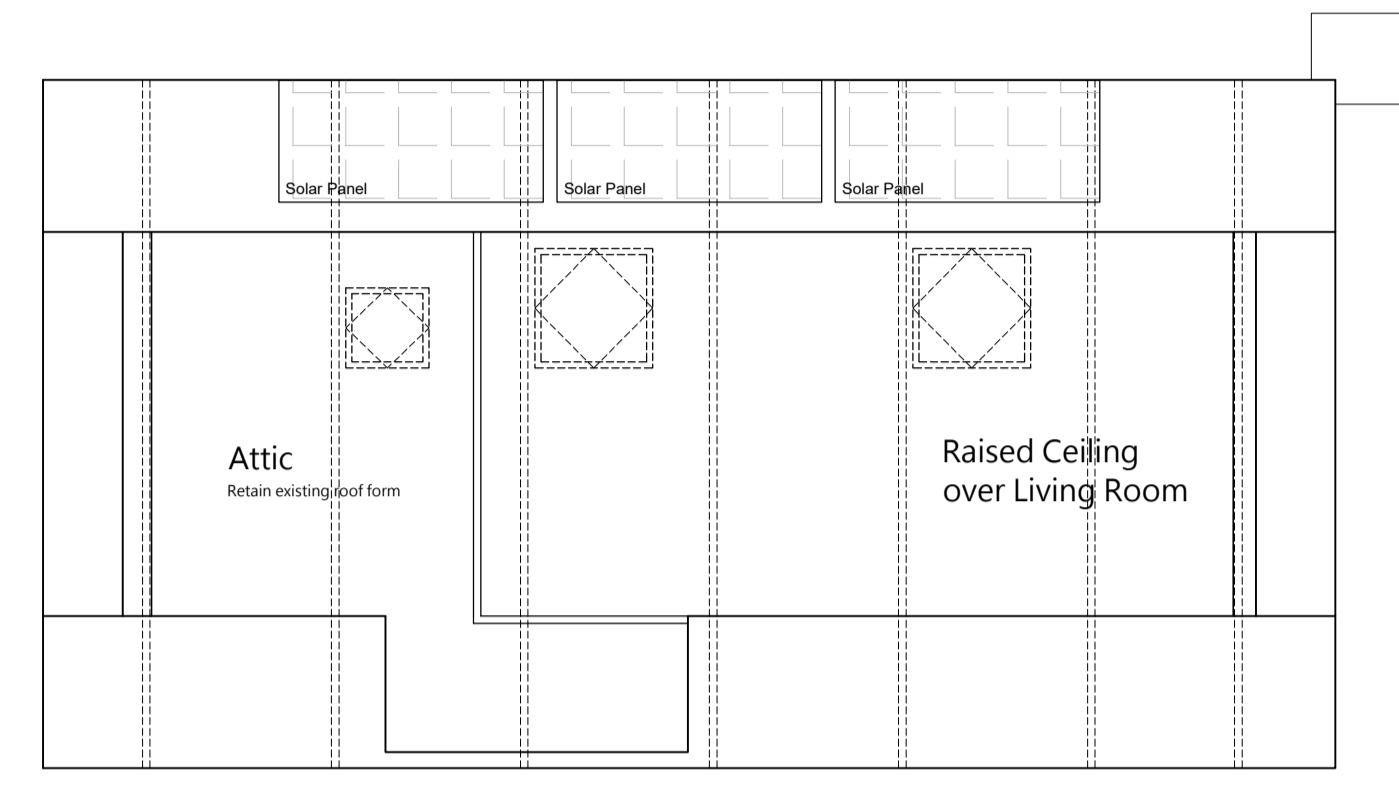 Solar Panel
Solar Panel
Solar Panel
Attic
Retain existing roof form
Raised Ceiling
over Living Room